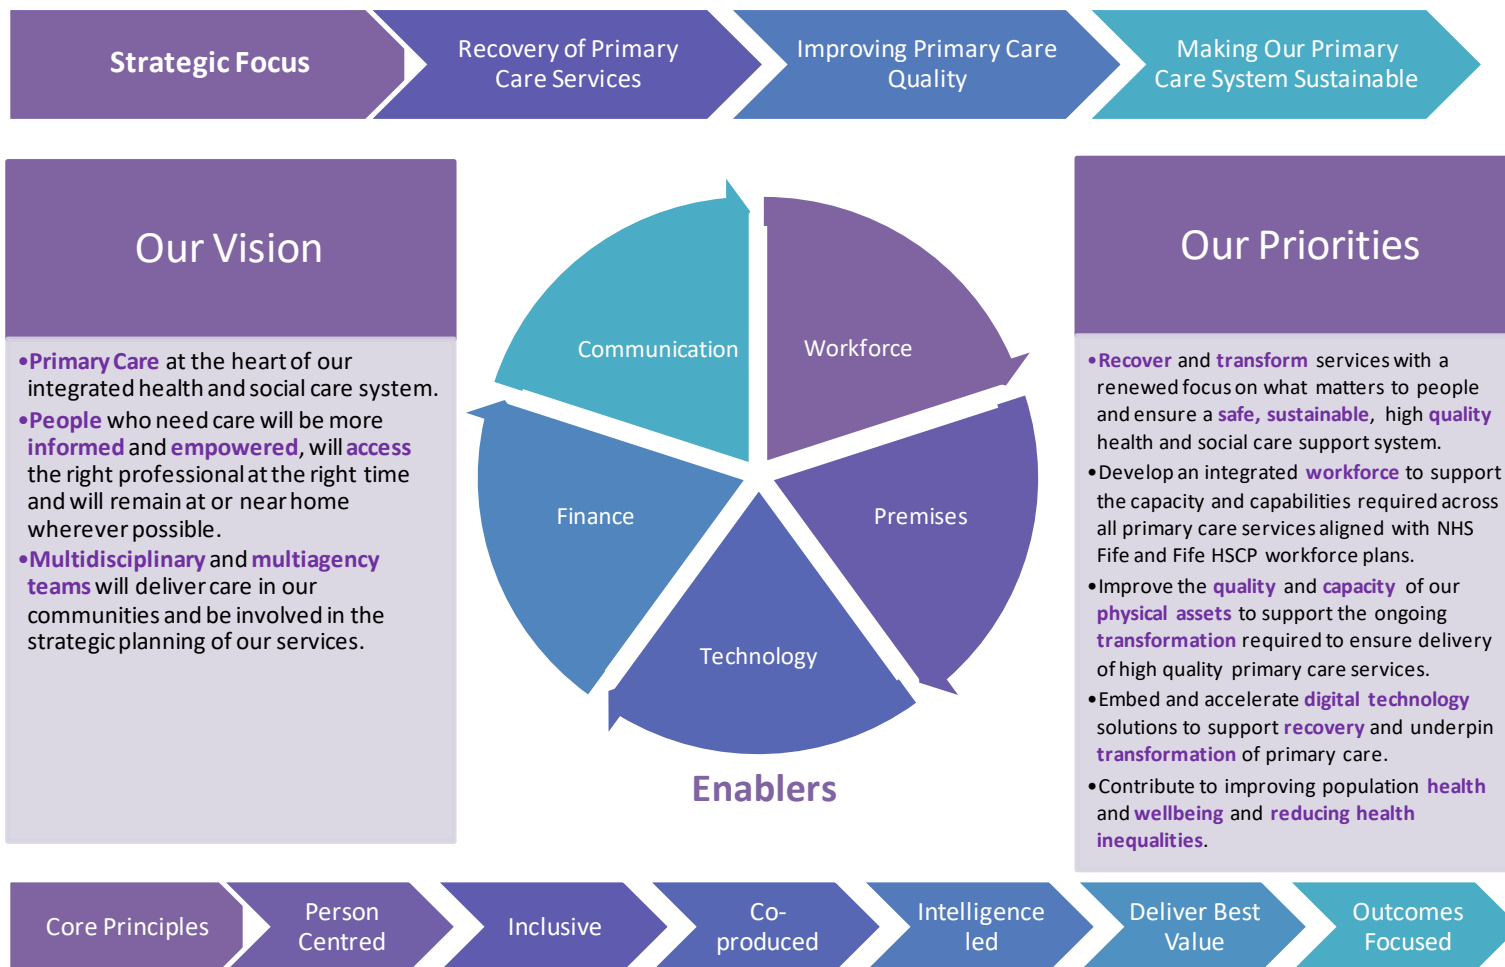 Strategic Focus
Recovery of Primary
Care Services
Improving Primary Care
Quality
Making Our Primary
Care System Sustainable
Our Vision
•Primary Care at the heart of our
integrated health and social care system.
•People who need care will be more
informed and empowered, will access
the right professional at the right time
and will remain at or near home
wherever possible.
•Multidisciplinary and multiagency
teams will deliver care in our
communities and be involved in the
strategic planning of our services.
Communication
Workforce
Finance
Premises
Technology
Enablers
Our Priorities
•Recover and transform services with a
renewed focus on what matters to people
and ensure a safe, sustainable, high quality
health and social care support system.
•Develop an integrated workforce to support
the capacity and capabilities required across
all primary care services aligned with NHS
Fife and Fife HSCP workforce plans.
•Improve the quality and capacity of our
physical assets to support the ongoing
transformation required to ensure delivery
of high quality primary care services.
•Embed and accelerate digital technology
solutions to support recovery and underpin
transformation of primary care.
•Contribute to improving population health
and wellbeing and reducing health
inequalities.
Core Principles
Person
Centred
Inclusive
Co-
produced
Intelligence
led
Deliver Best
Value
Outcomes
Focused